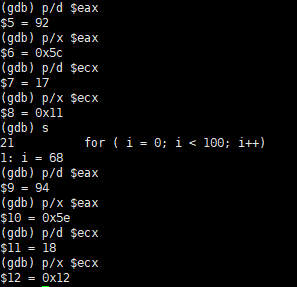 (gdb) p/d $eax
$5 = 92
(gdb) p/x $eax
$6 = 0x5c
(gdb) p/d $ecx
$7 = 17
(gdb) p/x $ecx
$8 = 0x11
(gdb) s
21          for ( i = 0; i < 100; i++)
1: i = 68
(gdb) p/d $eax
$9 = 94
(gdb) p/x $eax
$10 = 0x5e
(gdb) p/d $ecx
$11 = 18
(gdb) p/x $ecx
$12 = 0x12